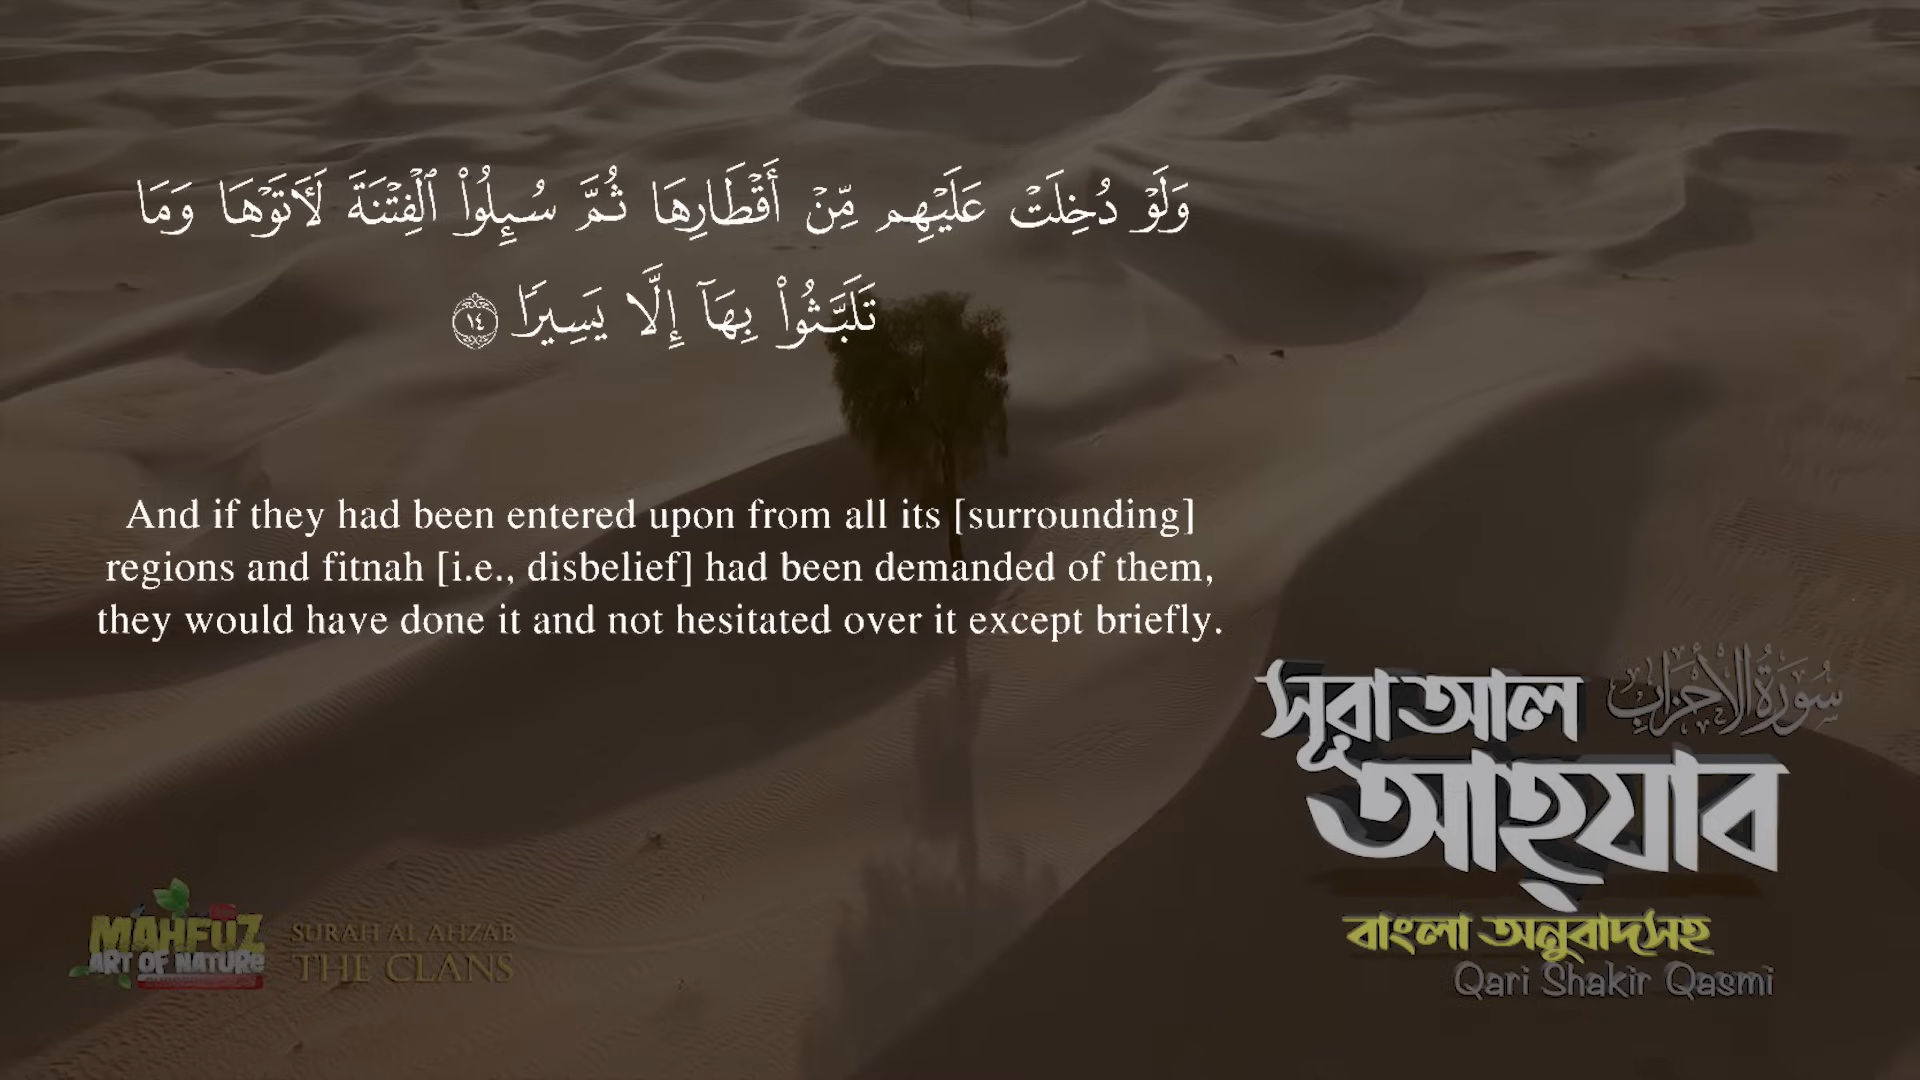 وَلَوۡ دُخِلَتۡ عَلَيۡهِم مِّنۡ أَقۡطَارِهَا ثُمَّ سُئِلُواْ ٱلۡفِتۡنَةَ لَأٓتَوۡهَا وَمَا
تَلَبَّثُواْ بِهَآ إِلَّا يَسِيرٗا ١٤
And if they had been entered upon from all its [surrounding]
regions and fitnah [i.e., disbelief] had been demanded of them,
they would have done it and not hesitated over it except briefly.
সূরা আল سُورَةُ الأَحْزَاب
আহ্‌যাব
বাংলা অনুবাদসহ
Qari Shakir Qasmi
MAHFUZ
ART OF NATURE
SURAH AL AHZAB
THE CLANS